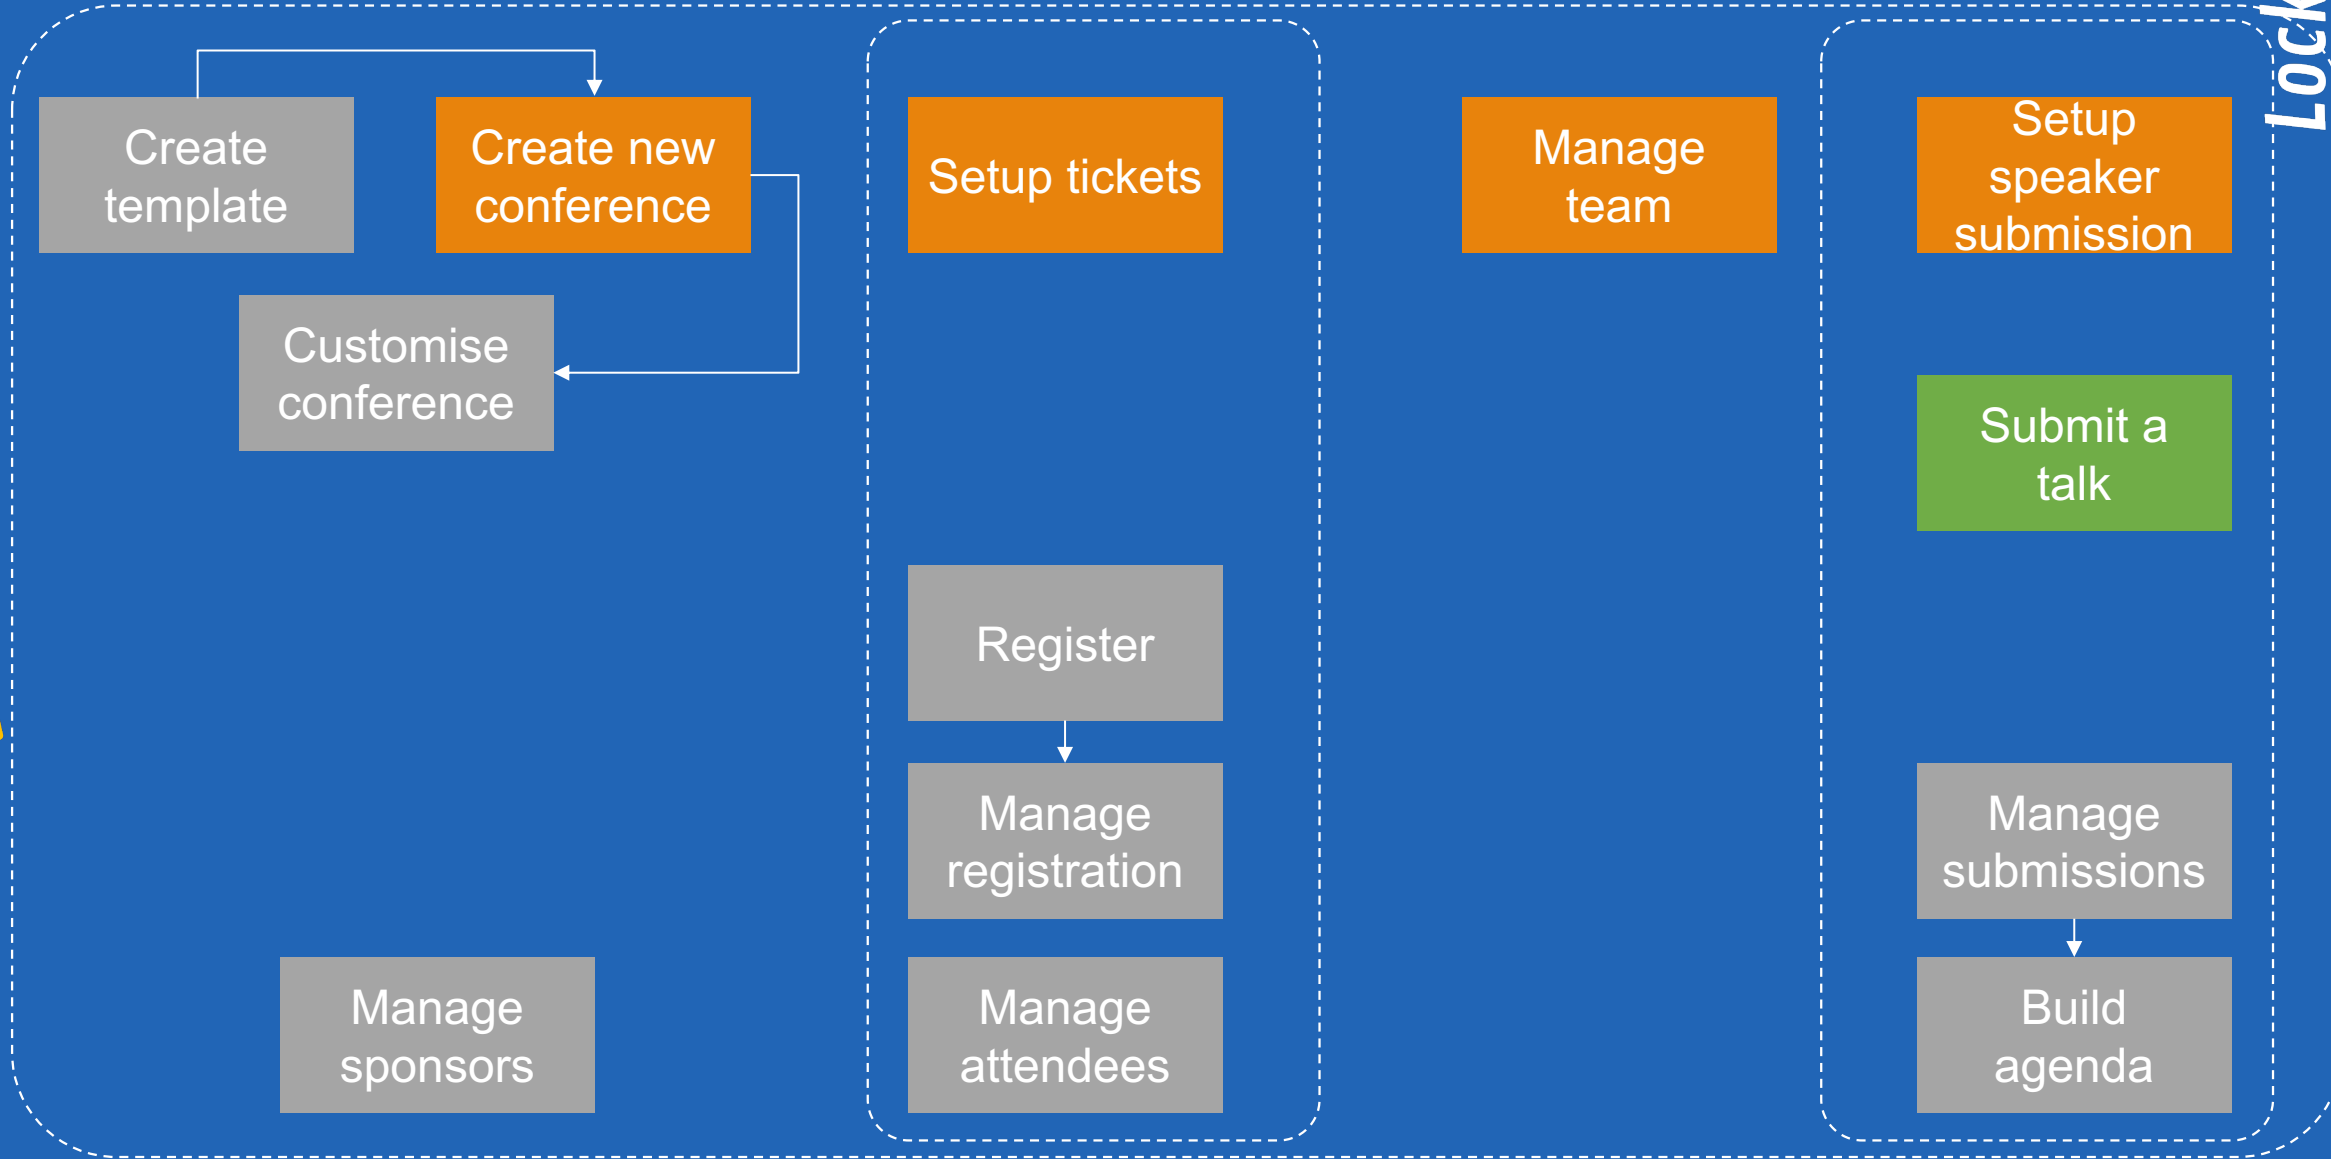 Create
template
Create new
conference
Setup tickets
Manage
team
Setup
speaker
submission
Customise
conference
Submit a
talk
Register
Manage
registration
Manage
submissions
Manage
sponsors
Manage
attendees
Build
agenda